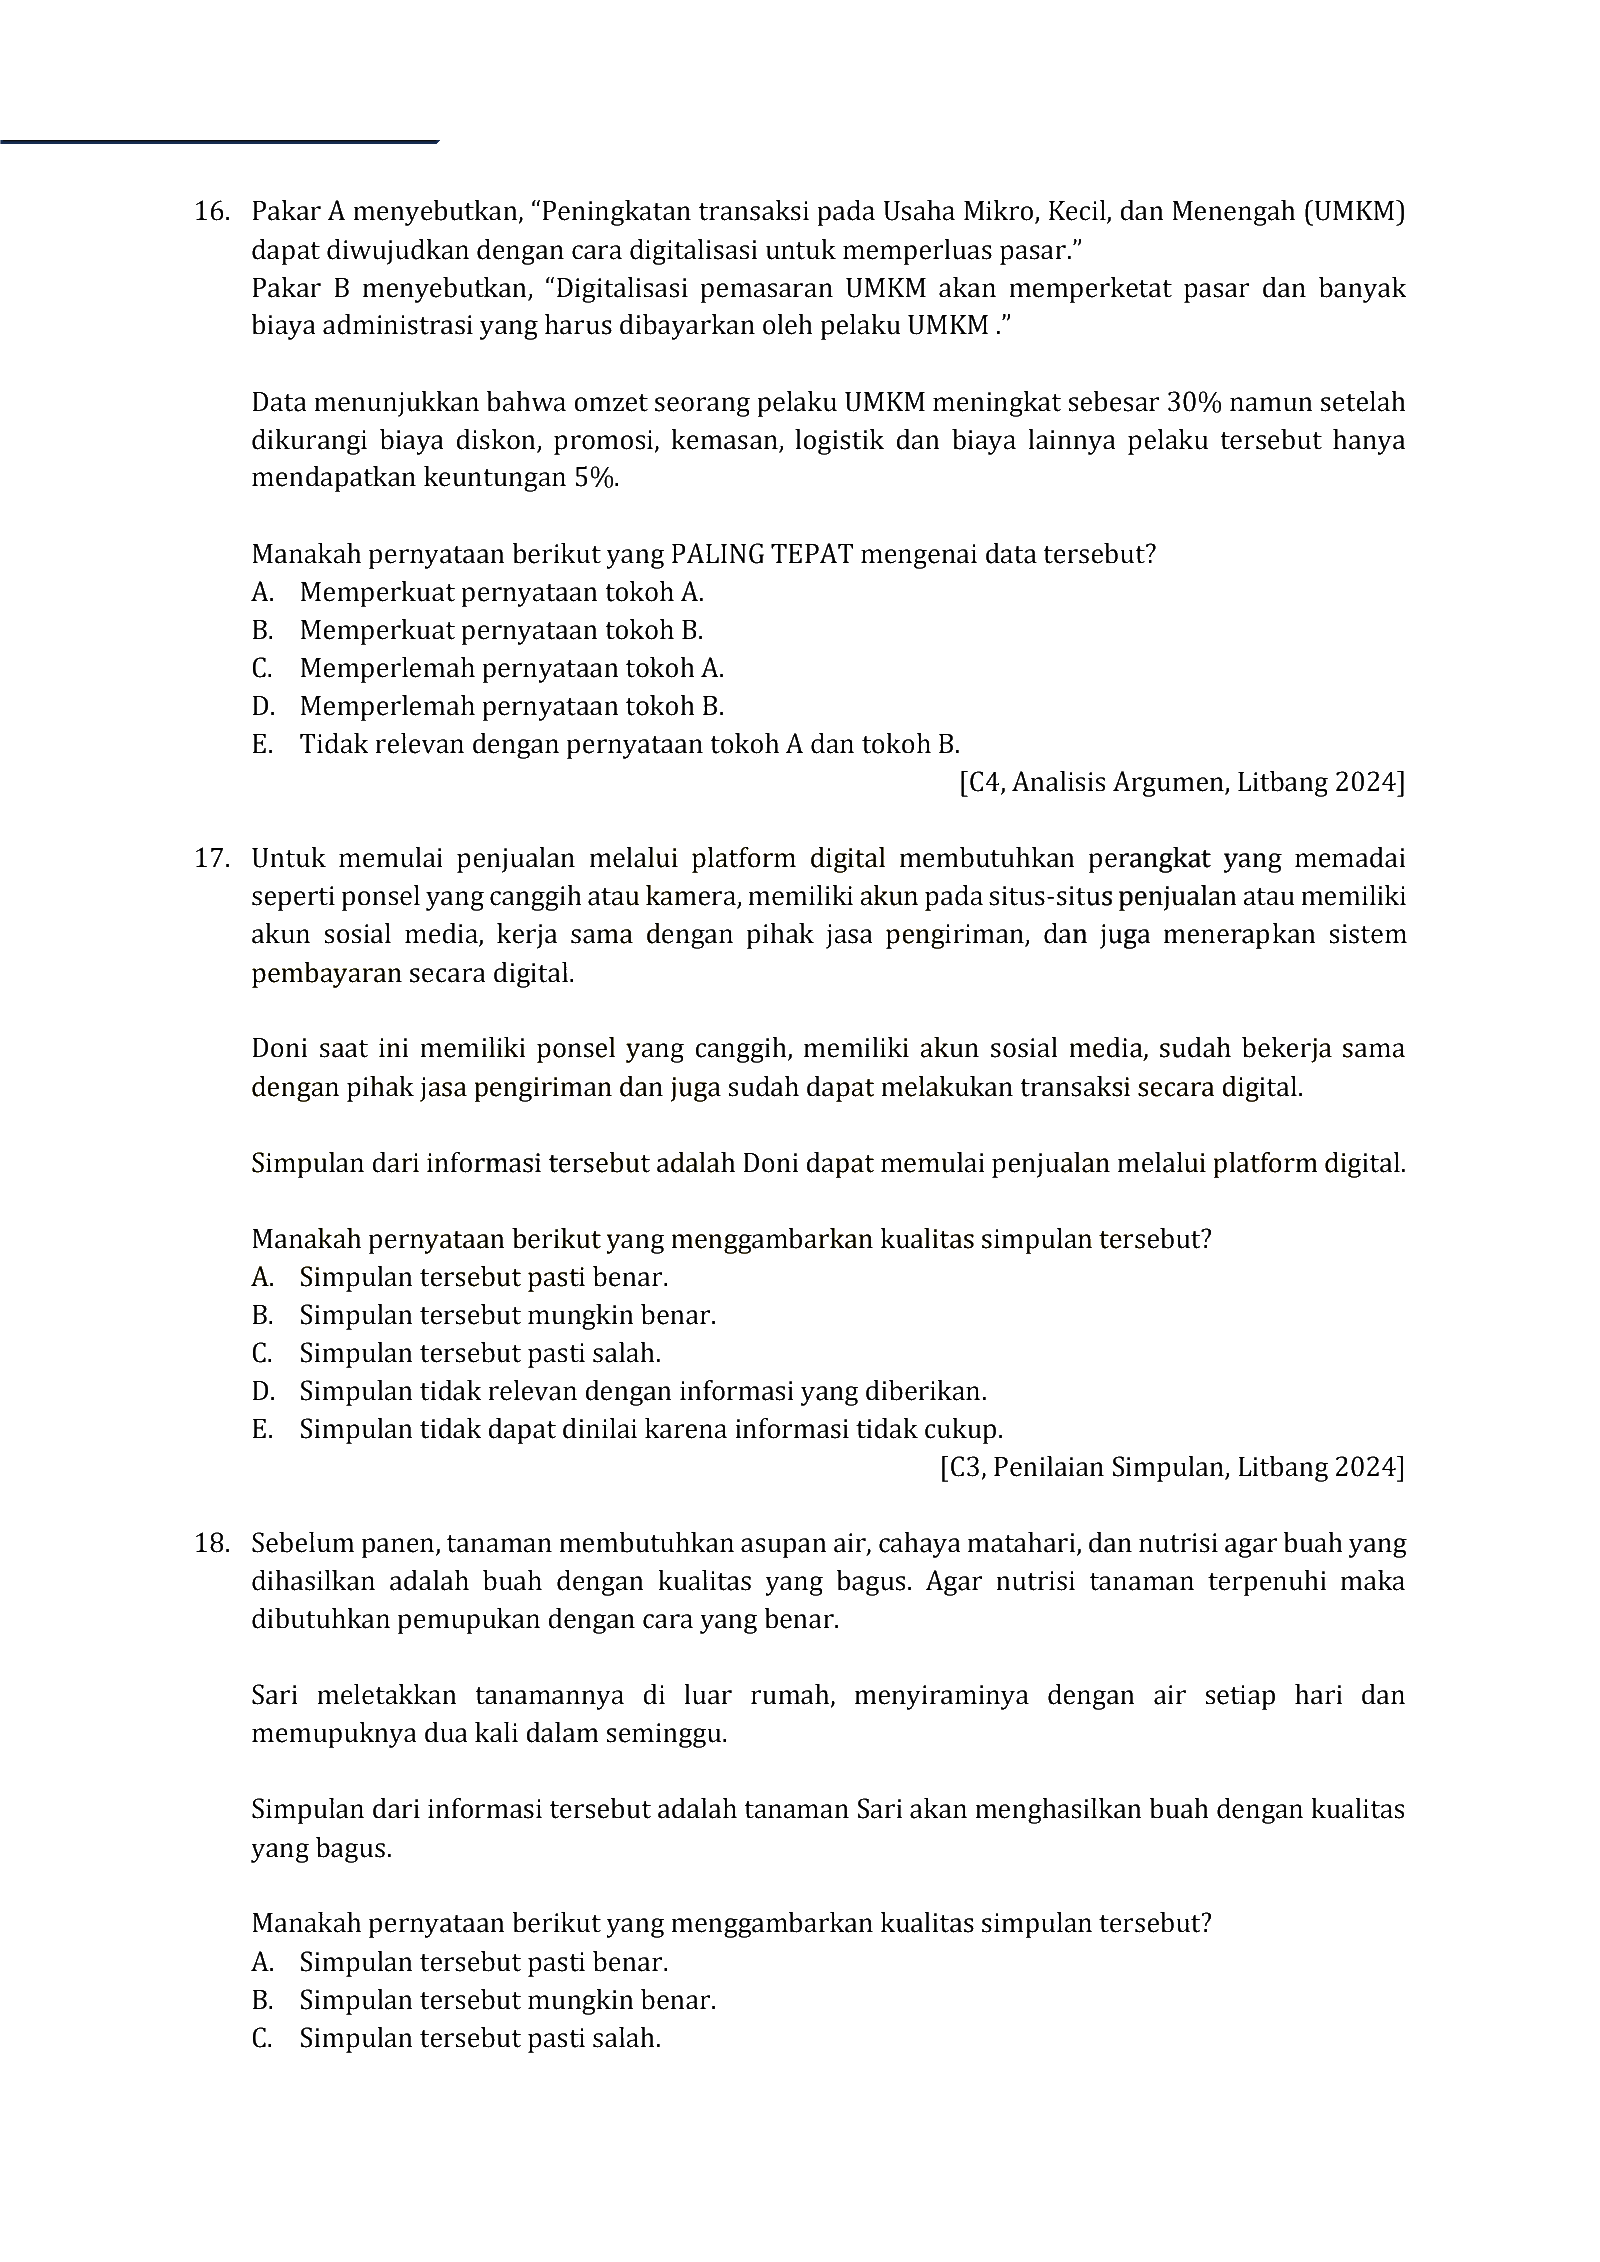 16. Pakar A menyebutkan, “Peningkatan transaksi pada Usaha Mikro, Kecil, dan Menengah (UMKM)
dapat diwujudkan dengan cara digitalisasi untuk memperluas pasar.”
Pakar B menyebutkan, “Digitalisasi pemasaran UMKM akan memperketat pasar dan banyak
biaya administrasi yang harus dibayarkan oleh pelaku UMKM .”
Data menunjukkan bahwa omzet seorang pelaku UMKM meningkat sebesar 30% namun setelah
dikurangi biaya diskon, promosi, kemasan, logistik dan biaya lainnya pelaku tersebut hanya
mendapatkan keuntungan 5%.
Manakah pernyataan berikut yang PALING TEPAT mengenai data tersebut?
A. Memperkuat pernyataan tokoh A.
B. Memperkuat pernyataan tokoh B.
C. Memperlemah pernyataan tokoh A.
D. Memperlemah pernyataan tokoh B.
E. Tidak relevan dengan pernyataan tokoh A dan tokoh B.
[C4, Analisis Argumen, Litbang 2024]
17. Untuk memulai penjualan melalui platform digital membutuhkan perangkat yang memadai
seperti ponsel yang canggih atau kamera, memiliki akun pada situs-situs penjualan atau memiliki
akun sosial media, kerja sama dengan pihak jasa pengiriman, dan juga menerapkan sistem
pembayaran secara digital.
Doni saat ini memiliki ponsel yang canggih, memiliki akun sosial media, sudah bekerja sama
dengan pihak jasa pengiriman dan juga sudah dapat melakukan transaksi secara digital.
Simpulan dari informasi tersebut adalah Doni dapat memulai penjualan melalui platform digital.
Manakah pernyataan berikut yang menggambarkan kualitas simpulan tersebut?
A. Simpulan tersebut pasti benar.
B. Simpulan tersebut mungkin benar.
C. Simpulan tersebut pasti salah.
D. Simpulan tidak relevan dengan informasi yang diberikan.
E. Simpulan tidak dapat dinilai karena informasi tidak cukup.
[C3, Penilaian Simpulan, Litbang 2024]
18. Sebelum panen, tanaman membutuhkan asupan air, cahaya matahari, dan nutrisi agar buah yang
dihasilkan adalah buah dengan kualitas yang bagus. Agar nutrisi tanaman terpenuhi maka
dibutuhkan pemupukan dengan cara yang benar.
Sari meletakkan tanamannya di luar rumah, menyiraminya dengan air setiap hari dan
memupuknya dua kali dalam seminggu.
Simpulan dari informasi tersebut adalah tanaman Sari akan menghasilkan buah dengan kualitas
yang bagus.
Manakah pernyataan berikut yang menggambarkan kualitas simpulan tersebut?
A. Simpulan tersebut pasti benar.
B. Simpulan tersebut mungkin benar.
C. Simpulan tersebut pasti salah.